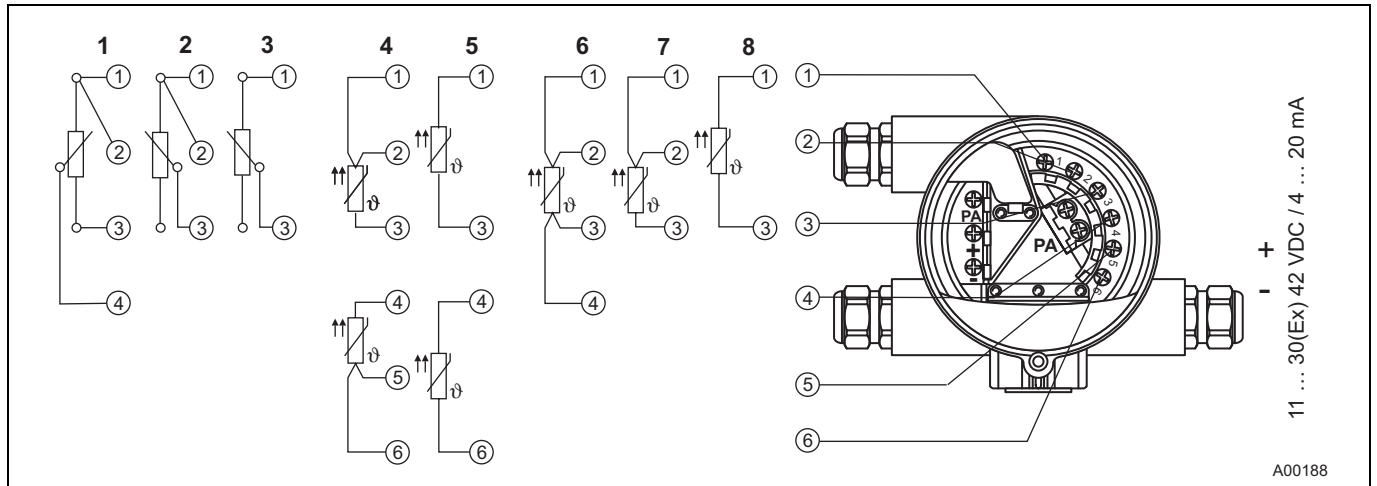 1 2 3 4 5 6 7 8
① ① ① ① ① ① ① ① ①
② ② ② ② ② ②
ϑ ϑ ϑ ϑ ϑ
③ ③ ③ ③ ③ ③ ③ ③ ③
④ ④ ④ ④ ④
ϑ ϑ
⑤ ⑤
⑥ ⑥ ⑥
1 2 3 4 5 6
PA
+
-
PA
+
-
11 ... 30(Ex) 42 VDC / 4 ... 20 mA
A00188